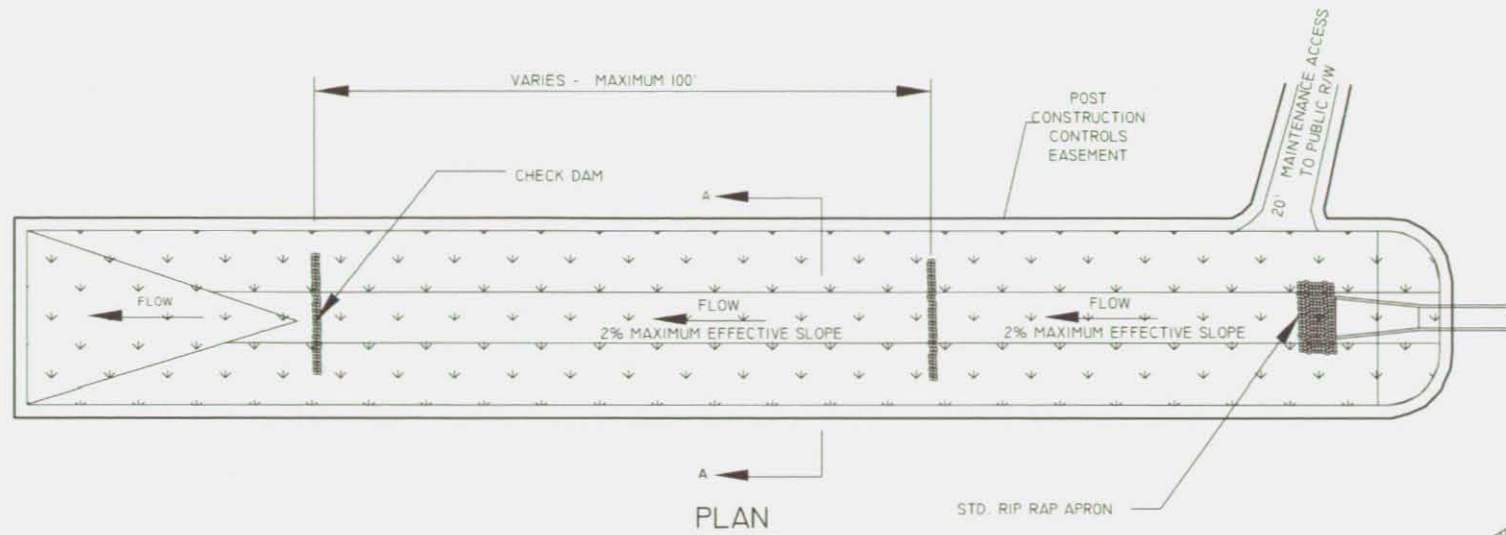 VARIES - MAXIMUM 100'
POST
CONSTRUCTION
CONTROLS
EASEMENT
20' MAINTENANCE ACCESS
TO PUBLIC R/W
CHECK DAM
A
FLOW
FLOW
2% MAXIMUM EFFECTIVE SLOPE
FLOW
2% MAXIMUM EFFECTIVE SLOPE
A
STD. RIP RAP APRON
PLAN